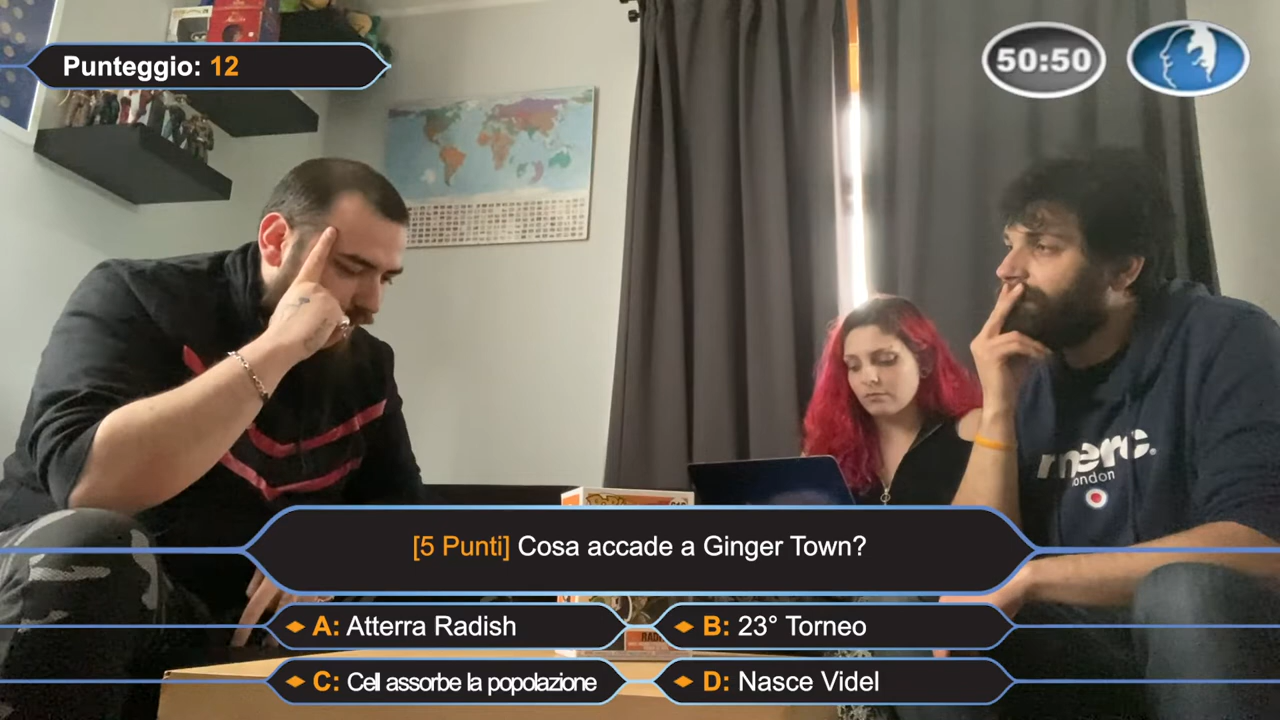 Punteggio: 12
50:50
merc.
london
[5 Punti] Cosa accade a Ginger Town?
A: Atterra Radish
B: 23° Torneo
C: Cell assorbe la popolazione
D: Nasce Videl